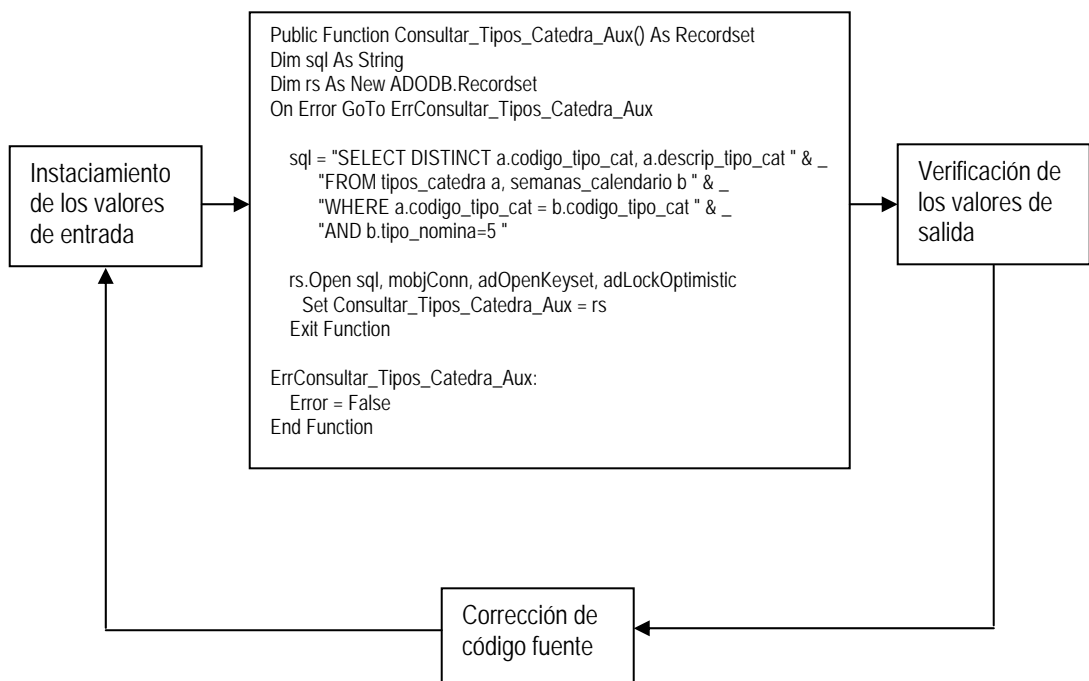 Public Function Consultar_Tipos_Catedra_Aux() As Recordset
Dim sql As String
Dim rs As New ADODB.Recordset
On Error GoTo ErrConsultar_Tipos_Catedra_Aux
sql = "SELECT DISTINCT a.codigo_tipo_cat, a.descrip_tipo_cat " & _
"FROM tipos_catedra a, semanas_calendario b " & _
"WHERE a.codigo_tipo_cat = b.codigo_tipo_cat " & _
"AND b.tipo_nomina=5 "
rs.Open sql, mobjConn, adOpenKeyset, adLockOptimistic
Set Consultar_Tipos_Catedra_Aux = rs
Exit Function
ErrConsultar_Tipos_Catedra_Aux:
Error = False
End Function
Instaciamiento
de los valores
de entrada
Verificación de
los valores de
salida
Corrección de
código fuente